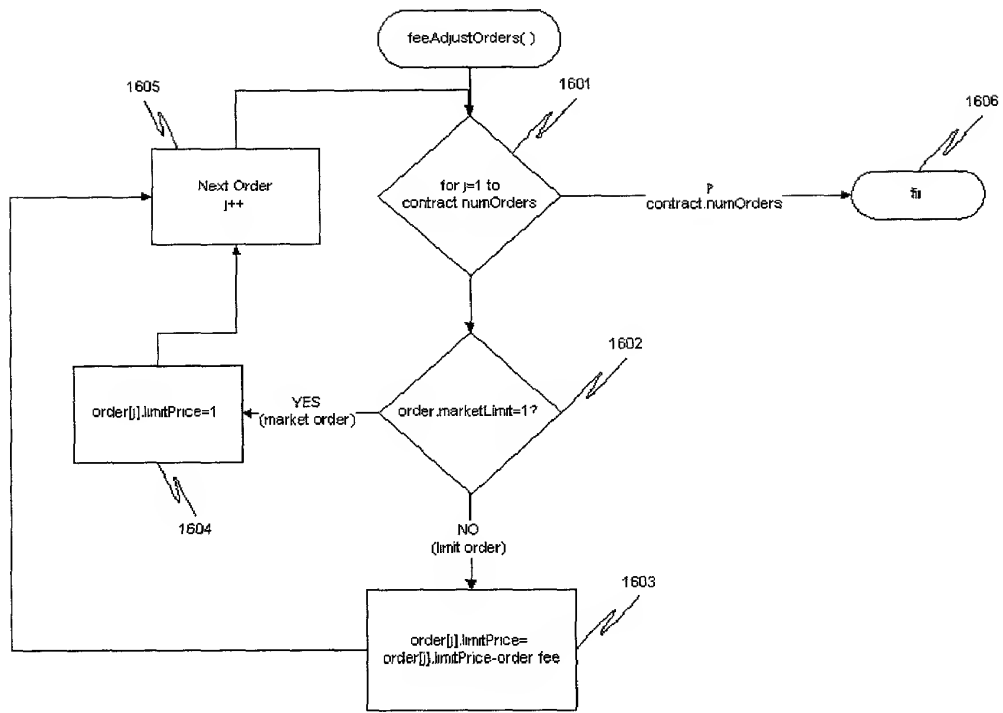 feeAdjustOrders( )
1605
1601
1606
Next Order
j++
for j=1 to
contract.numOrders
contract.numOrders
1602
order[j].limitPrice=1
YES
(market order)
order.marketLimit=1?
1604
NO
(limit order)
1603
order[j].limitPrice=
order[j].limitPrice-order fee